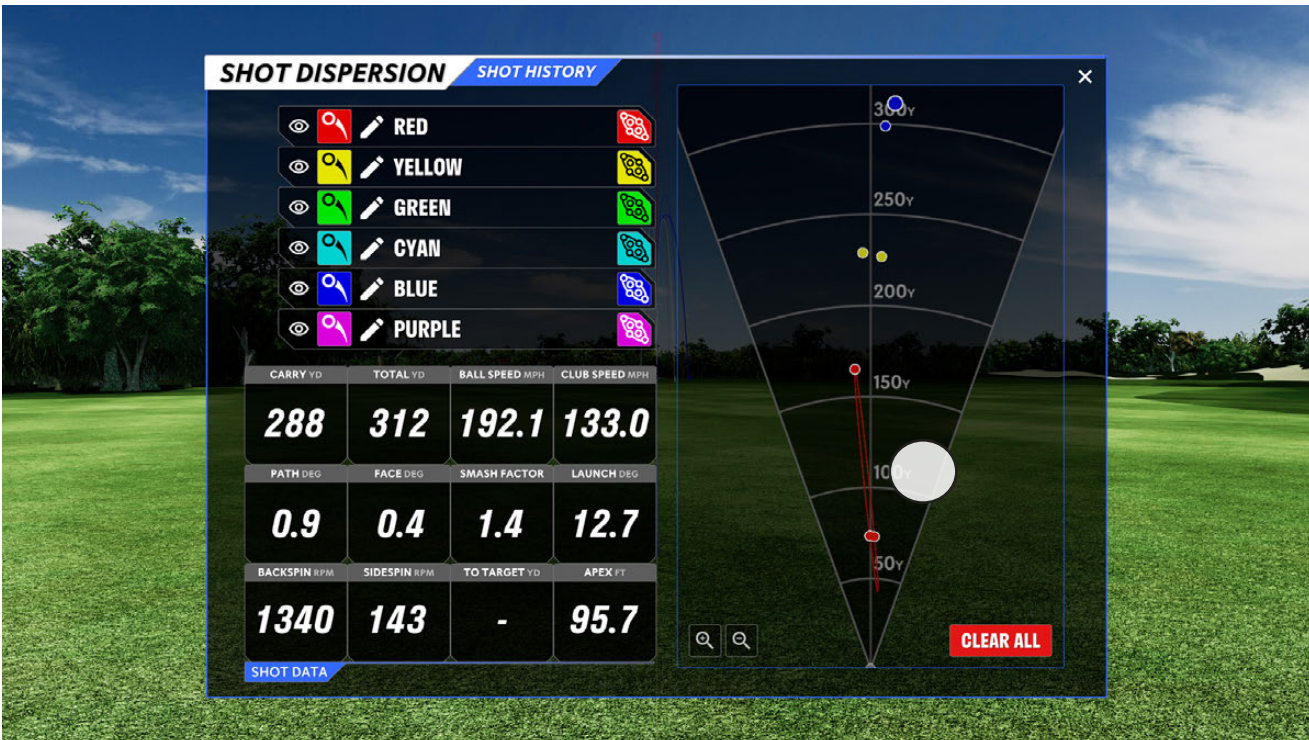 SHOT DISPERSION SHOT HISTORY
RED
YELLOW
GREEN
CYAN
BLUE
PURPLE
CARRY YD TOTAL YD BALL SPEED MPH CLUB SPEED MPH
288 312 192.1 133.0
PATH DEG FACE DEG SMASH FACTOR LAUNCH DEG
0.9 0.4 1.4 12.7
BACKSPIN RPM SIDESPIN RPM TO TARGET YD APEX FT
1340 143 - 95.7
SHOT DATA
300Y
250Y
200Y
150Y
100Y
50Y
CLEAR ALL